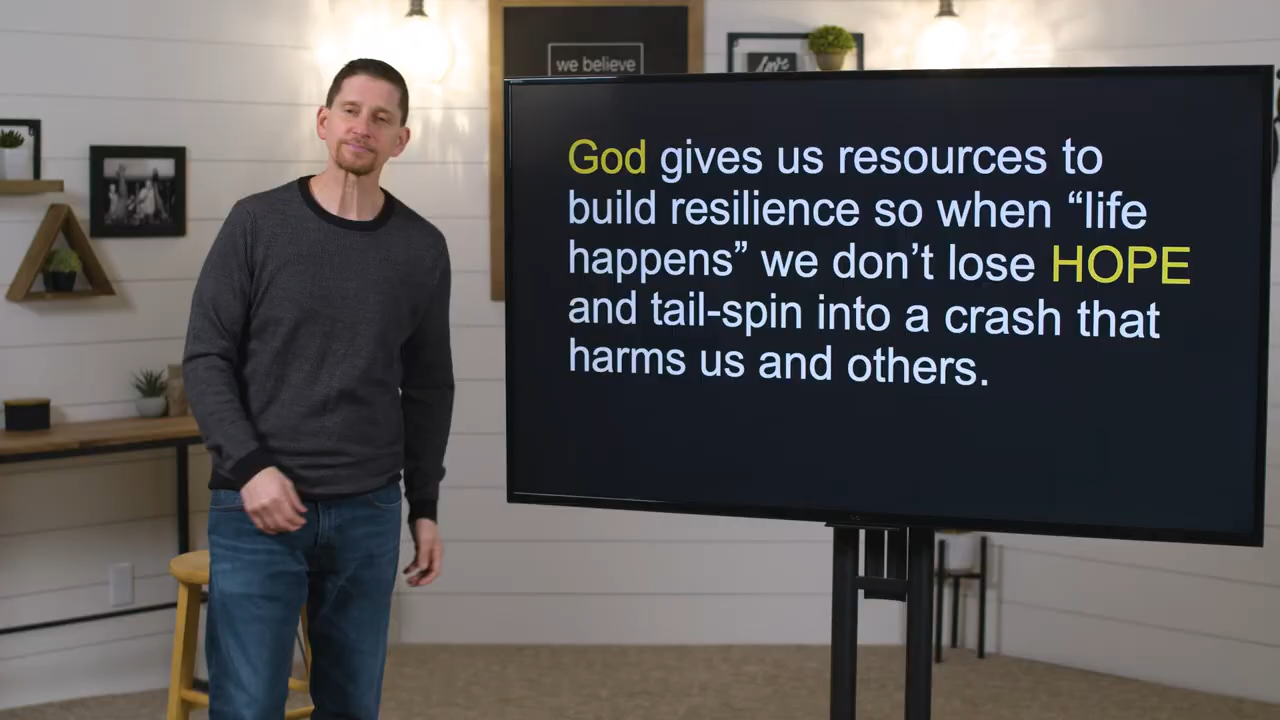 we believe
love
God gives us resources to
build resilience so when “life
happens” we don’t lose HOPE
and tail-spin into a crash that
harms us and others.